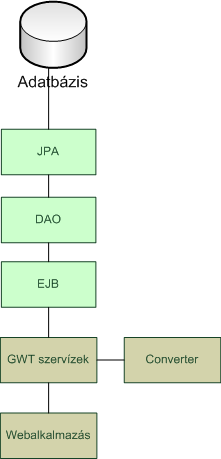 Adatbázis
JPA
DAO
EJB
GWT szervízek
Converter
Webalkalmazás